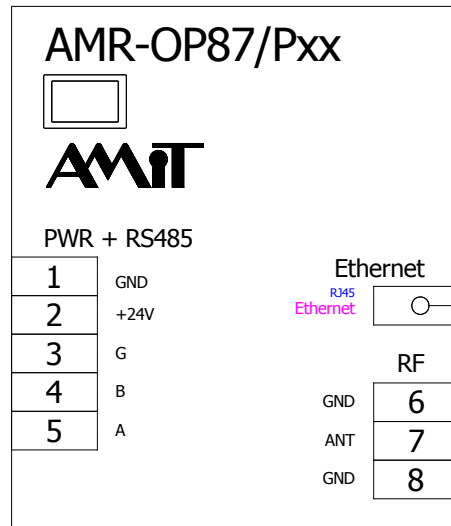 AMR-OP87/Pxx
AMiT
PWR + RS485
1 GND
2 +24V
3 G
4 B
5 A
Ethernet
RJ45
Ethernet
RF
GND 6
ANT 7
GND 8